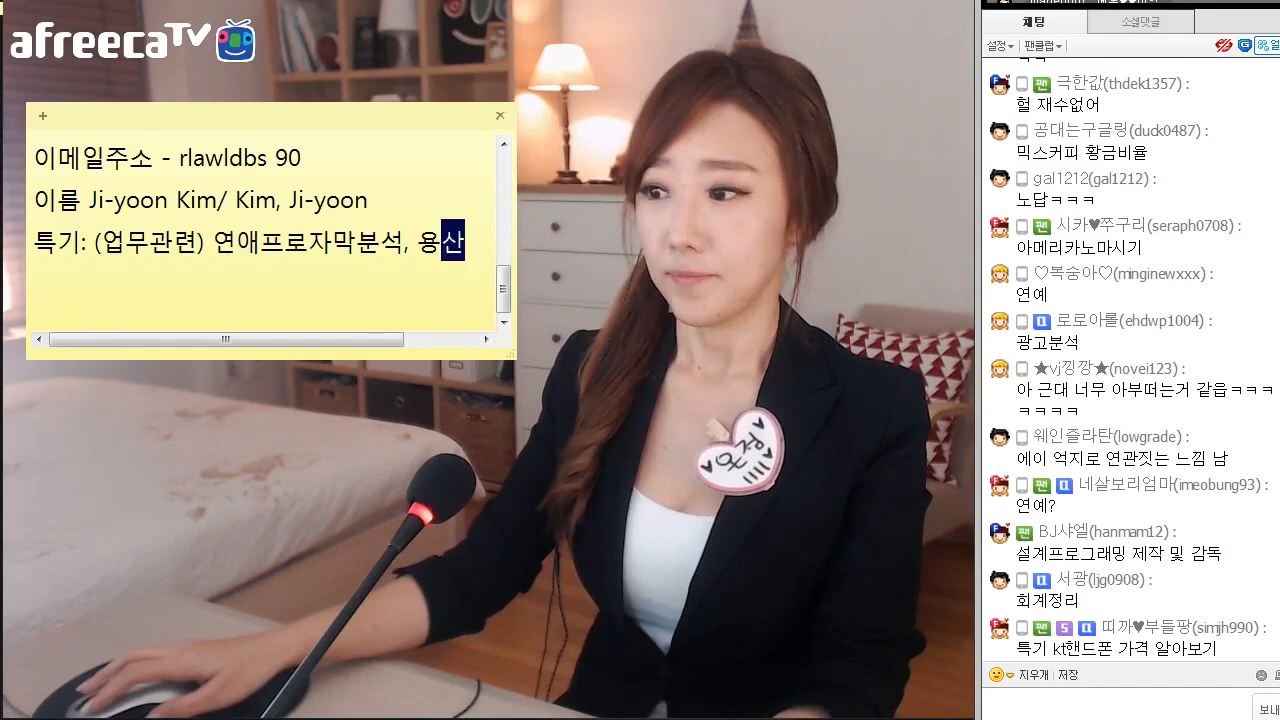 afreecaTV
+ ×
이메일주소 - rlawldbs 90
이름 Ji-yoon Kim/ Kim, Ji-yoon
특기: (업무관련) 연애프로자막분석, 용산
채팅 소셜댓글
설정 팬클럽
팬 극한값(thdek1357) :
헐 재수없어
공대는구글링(duck0487) :
믹스커피 황금비율
gal1212(gal1212) :
노답ㅋㅋㅋ
팬 시카♥쭈구리(seraph0708) :
아메리카노마시기
♡복숭아♡(minginewxxx) :
연예
로로아롤(ehdwp1004) :
광고분석
★vj낑깡★(novei123) :
아 근대 너무 아부떠는거 같음ㅋㅋㅋ
ㅋㅋㅋㅋ
웨인즐라탄(lowgrade) :
에이 억지로 연관짓는 느낌 남
팬 네살보리엄마(imeobung93) :
연예?
팬 BJ샤엘(hanmam12) :
설계프로그래밍 제작 및 감독
서광(ljg0908) :
회계정리
팬 S 띠까♥부들팡(simjh990) :
특기 kt핸드폰 가격 알아보기
지우개 저장
보내